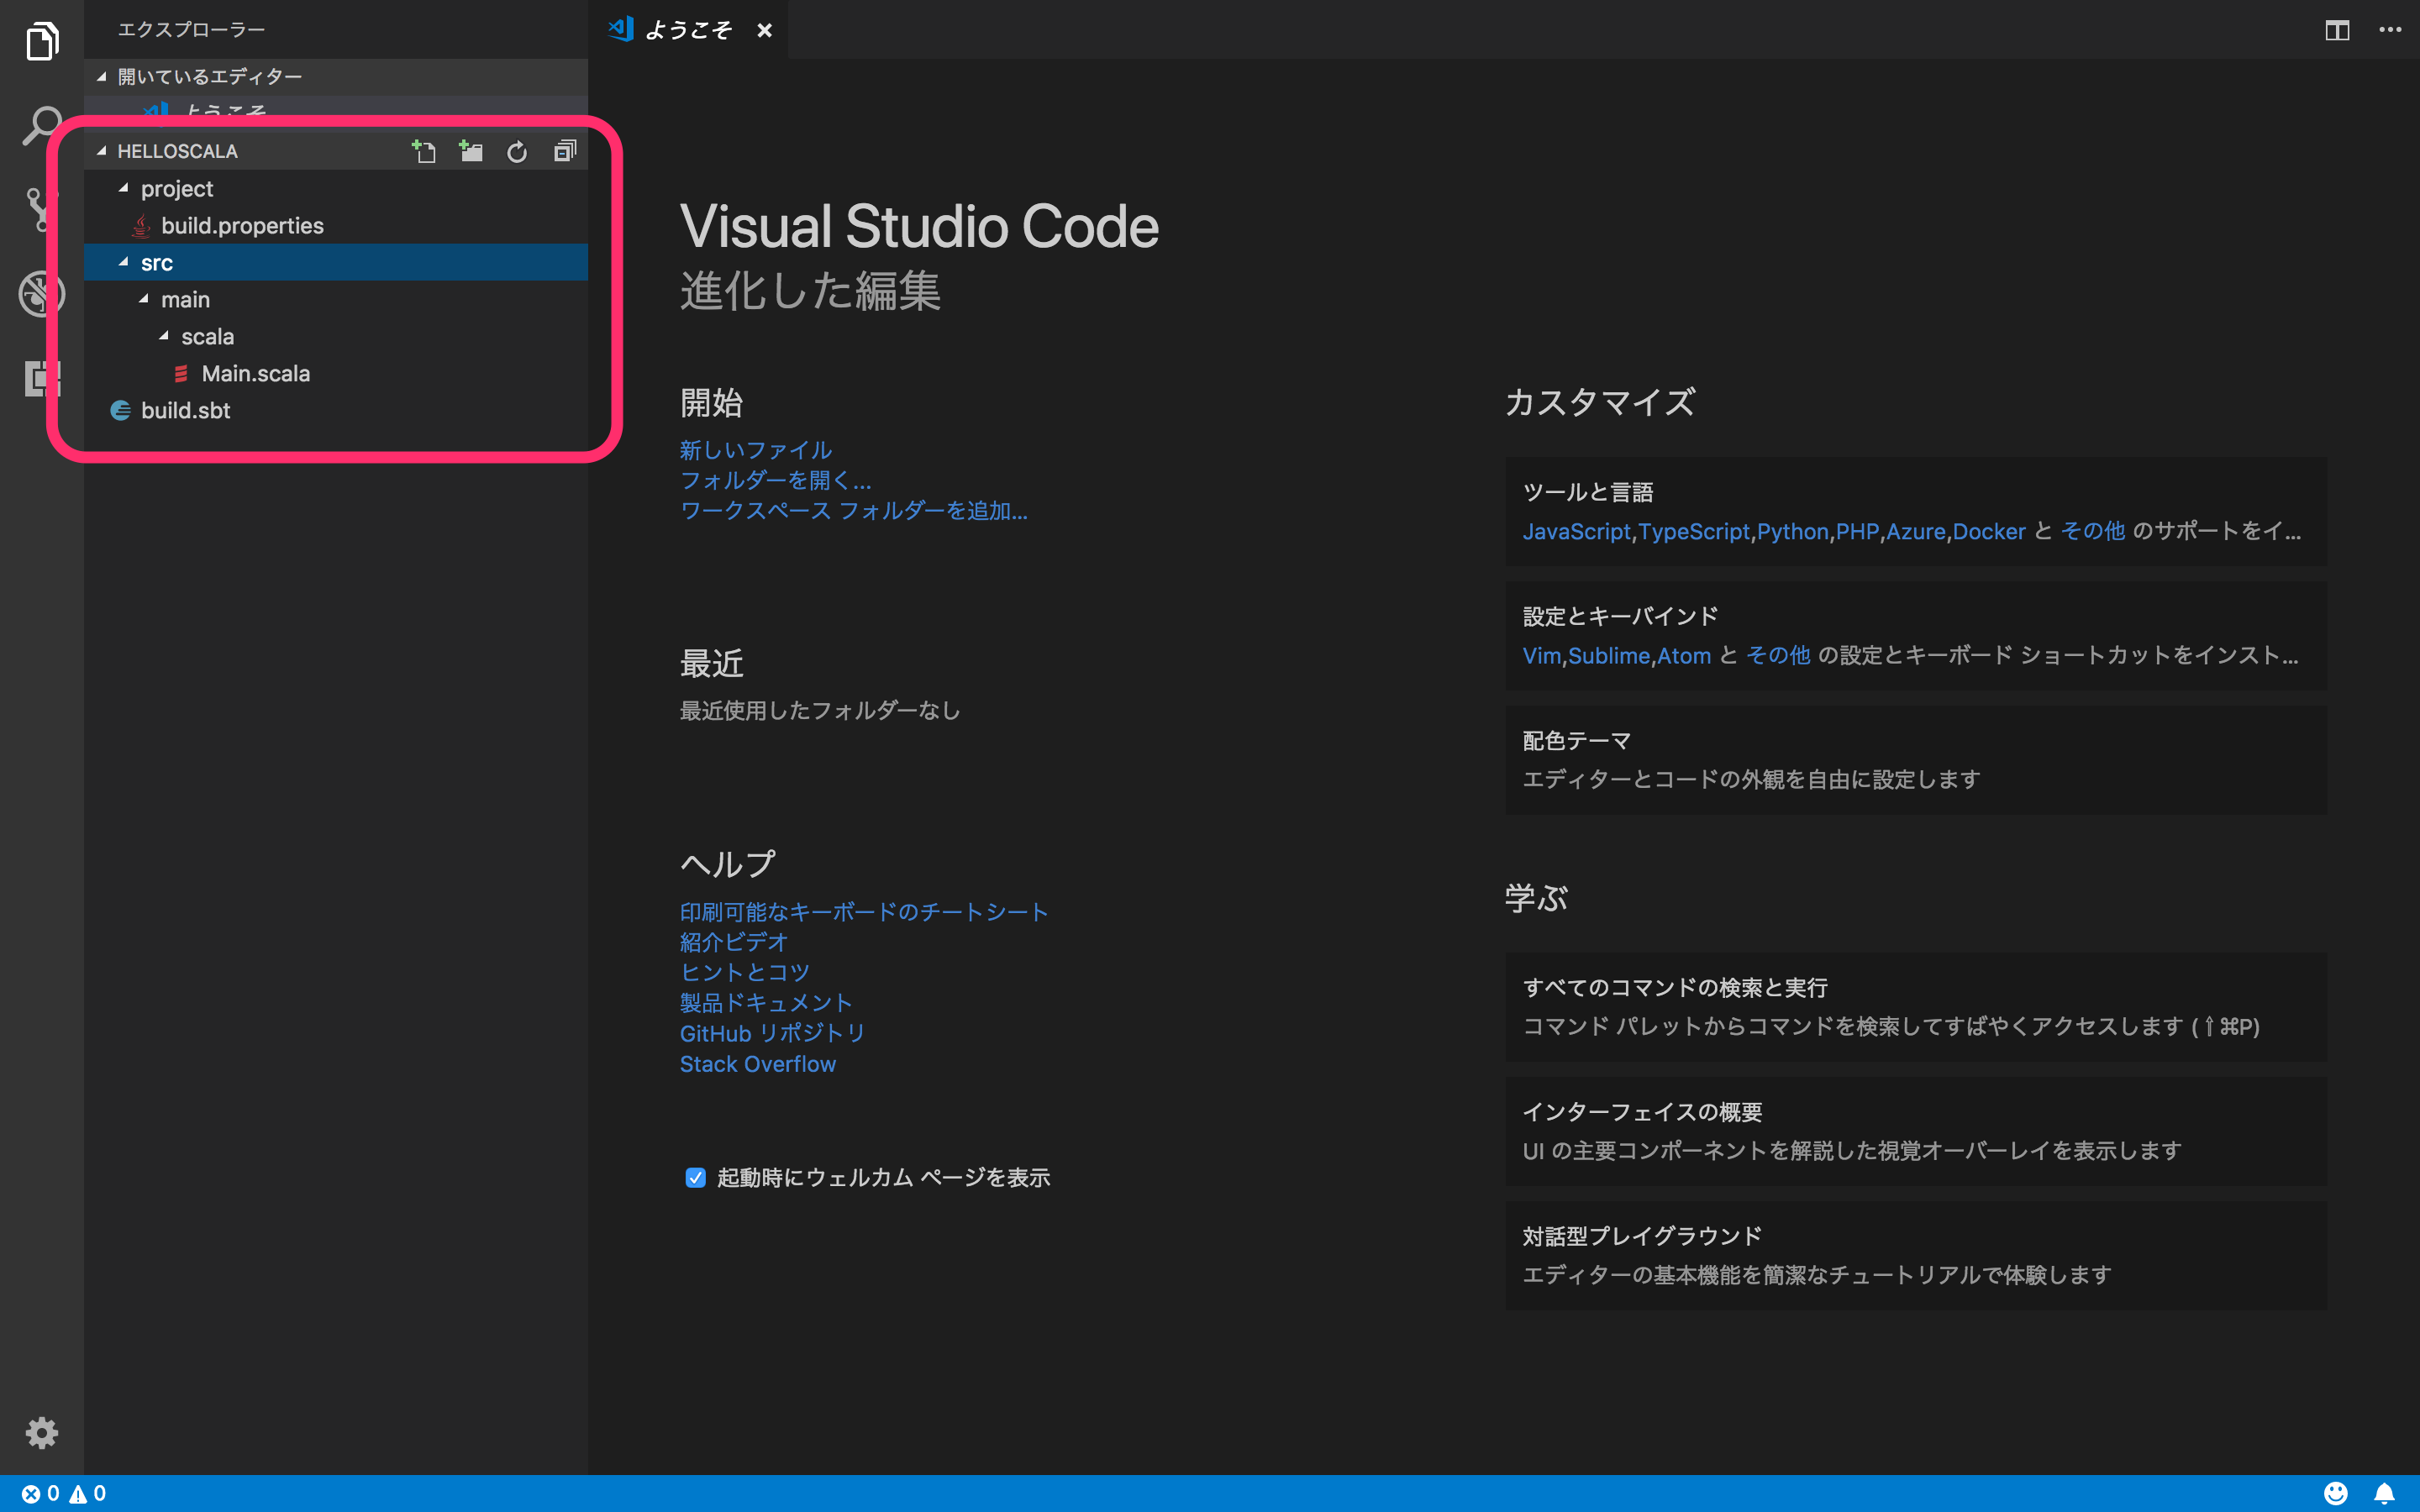 エクスプローラー
開いているエディター
ようこそ
HELLOSCALA
project
build.properties
src
main
scala
Main.scala
build.sbt
ようこそ
Visual Studio Code
進化した編集
開始
新しいファイル
フォルダーを開く...
ワークスペース フォルダーを追加...
最近
最近使用したフォルダーなし
ヘルプ
印刷可能なキーボードのチートシート
紹介ビデオ
ヒントとコツ
製品ドキュメント
GitHub リポジトリ
Stack Overflow
起動時にウェルカム ページを表示
カスタマイズ
ツールと言語
JavaScript,TypeScript,Python,PHP,Azure,Docker と その他 のサポートをイ...
設定とキーバインド
Vim,Sublime,Atom と その他 の設定とキーボード ショートカットをインスト...
配色テーマ
エディターとコードの外観を自由に設定します
学ぶ
すべてのコマンドの検索と実行
コマンド パレットからコマンドを検索してすばやくアクセスします (⇧⌘P)
インターフェイスの概要
UI の主要コンポーネントを解説した視覚オーバーレイを表示します
対話型プレイグラウンド
エディターの基本機能を簡潔なチュートリアルで体験します
0 0